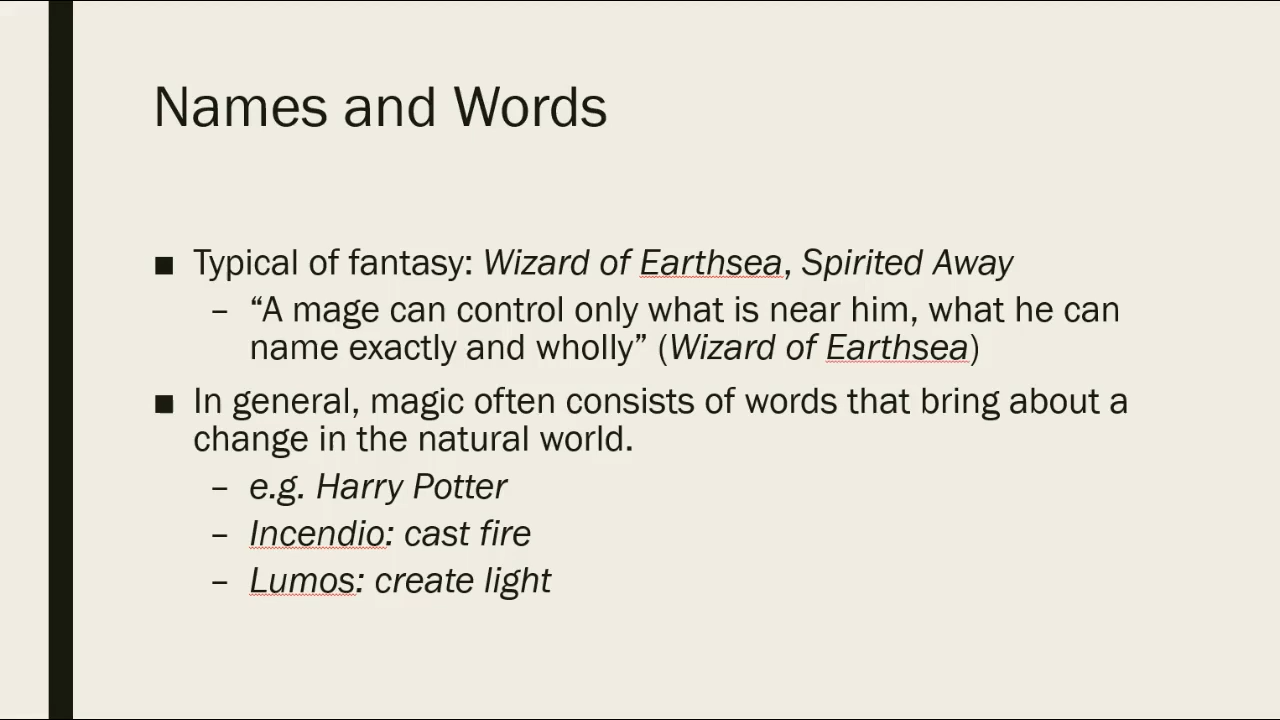 Names and Words
■ Typical of fantasy: Wizard of Earthsea, Spirited Away
– “A mage can control only what is near him, what he can
name exactly and wholly” (Wizard of Earthsea)
■ In general, magic often consists of words that bring about a
change in the natural world.
– e.g. Harry Potter
– Incendio: cast fire
– Lumos: create light